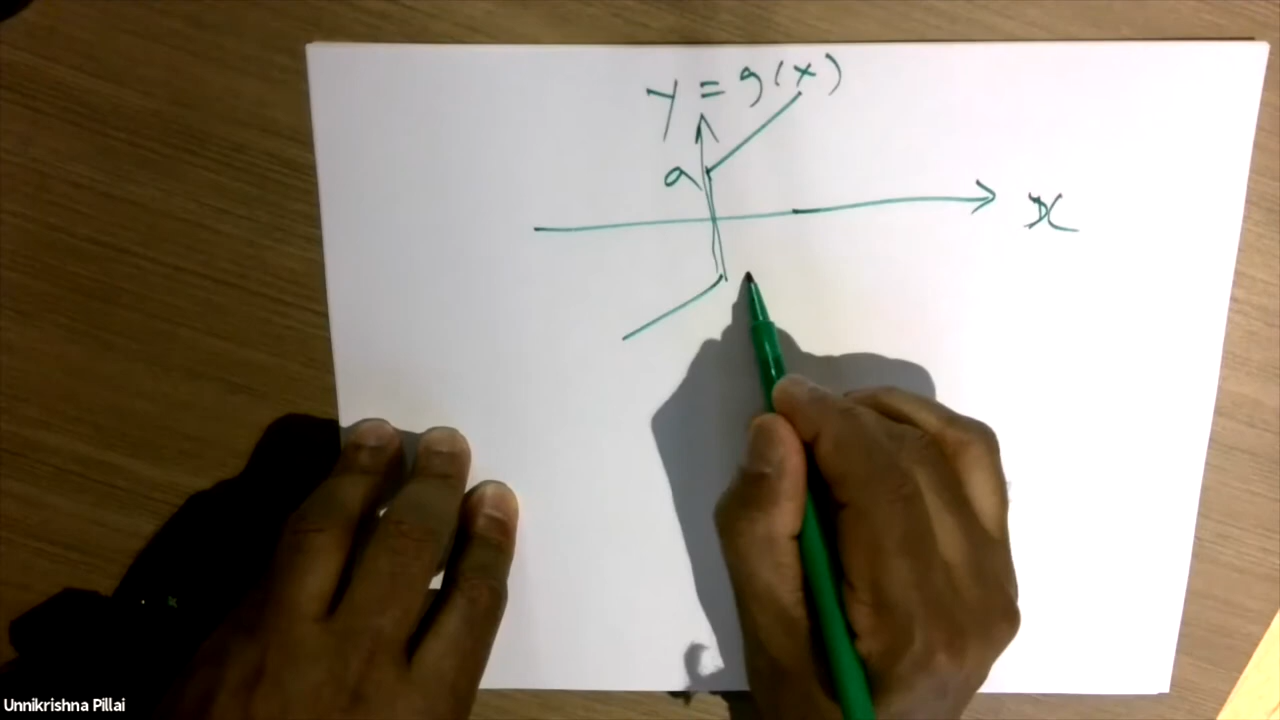 y = g(x)
a
x
Unnikrishna Pillai